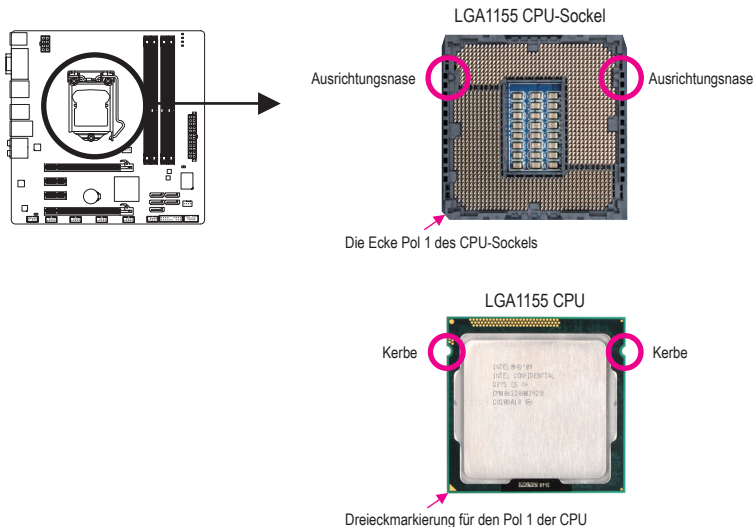 LGA1155 CPU-Sockel
Ausrichtungsnase
Ausrichtungsnase
Die Ecke Pol 1 des CPU-Sockels
LGA1155 CPU
Kerbe
Kerbe
INTEL CONFIDENTIAL
Dreieckmarkierung für den Pol 1 der CPU